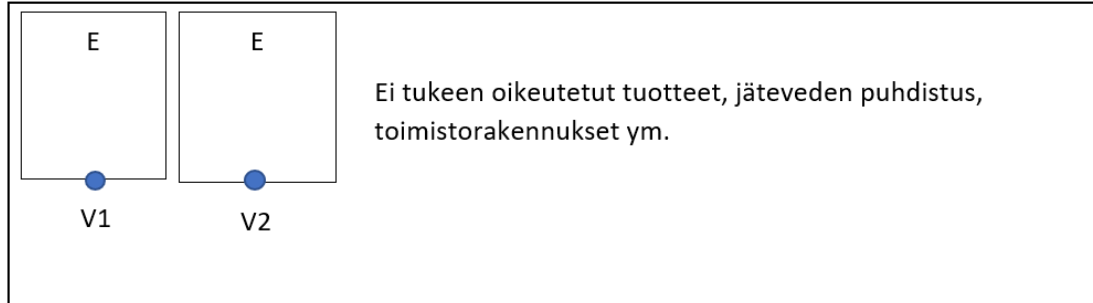 E
E
Ei tukeen oikeutetut tuotteet, jäteveden puhdistus,
toimistorakennukset ym.
V1
V2